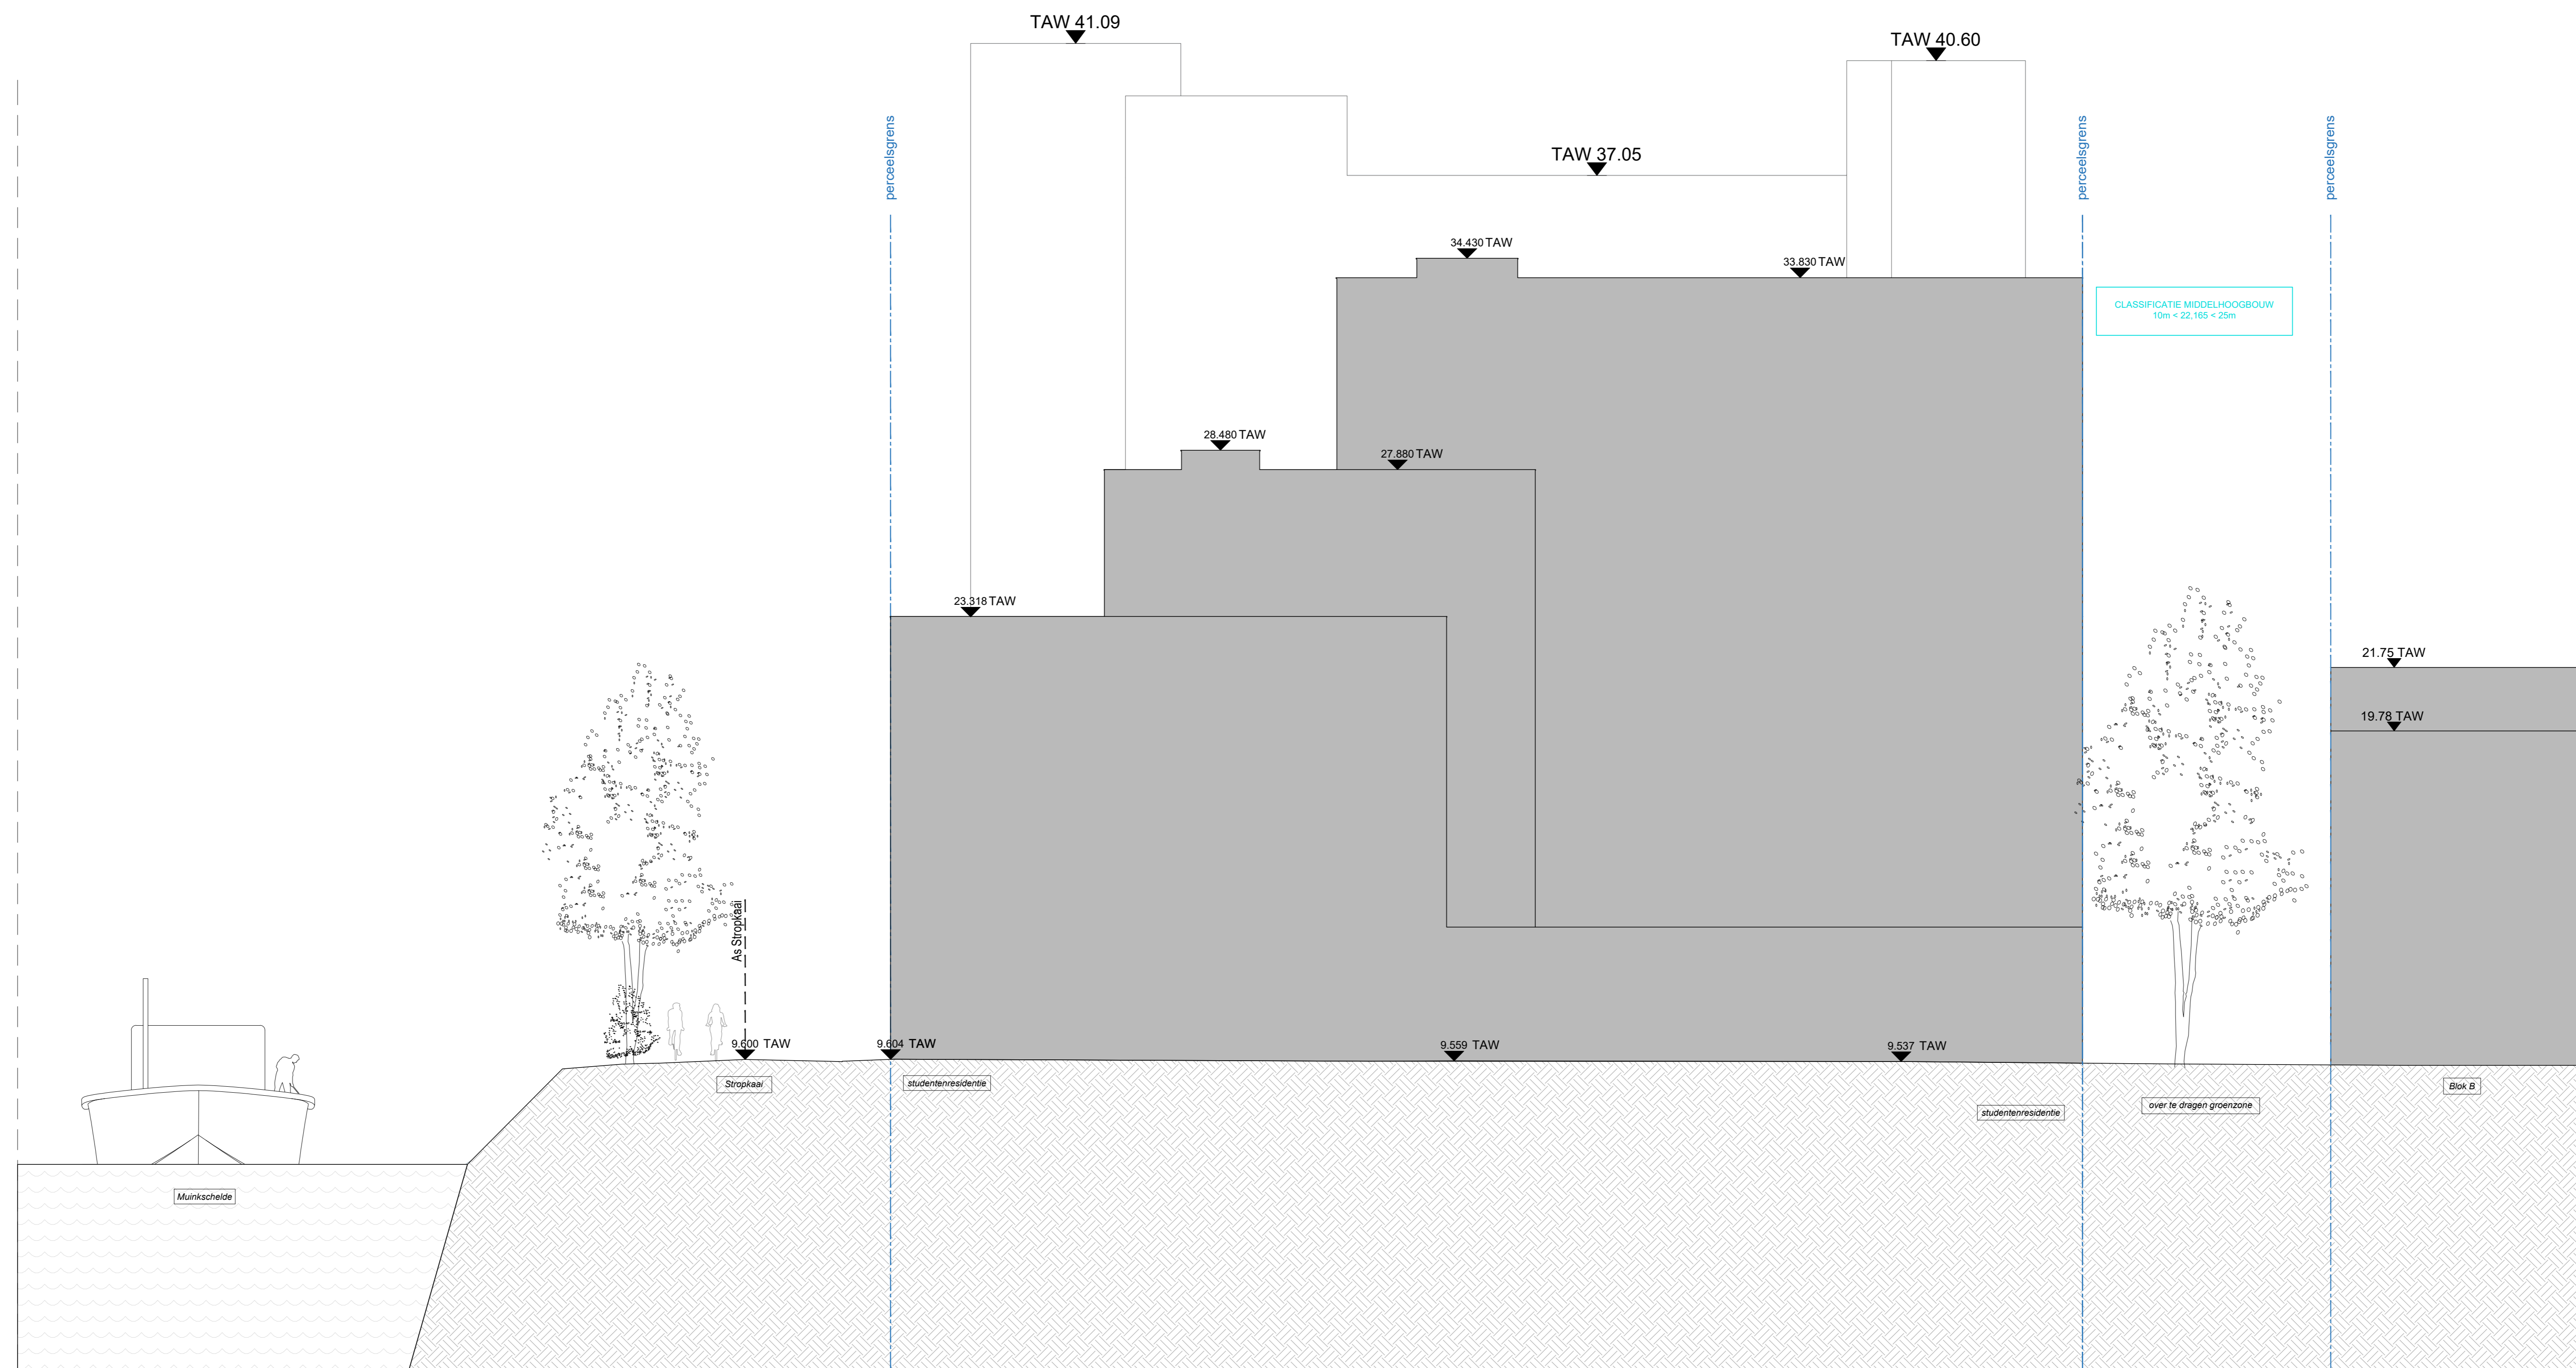 TAW 41.09
TAW 40.60
perceelsgrens
perceelsgrens
perceelsgrens
TAW 37.05
34.430 TAW
33.830 TAW
CLASSIFICATIE MIDDELHOOGBOUW
10m < 22,165 < 25m
28.480 TAW
27.880 TAW
23.318 TAW
21.75 TAW
19.78 TAW
As Stropkaai
9.600 TAW
9.604 TAW
9.559 TAW
9.537 TAW
Stropkaai
studentenresidentie
Blok B
over te dragen groenzone
studentenresidentie
Muinkschelde